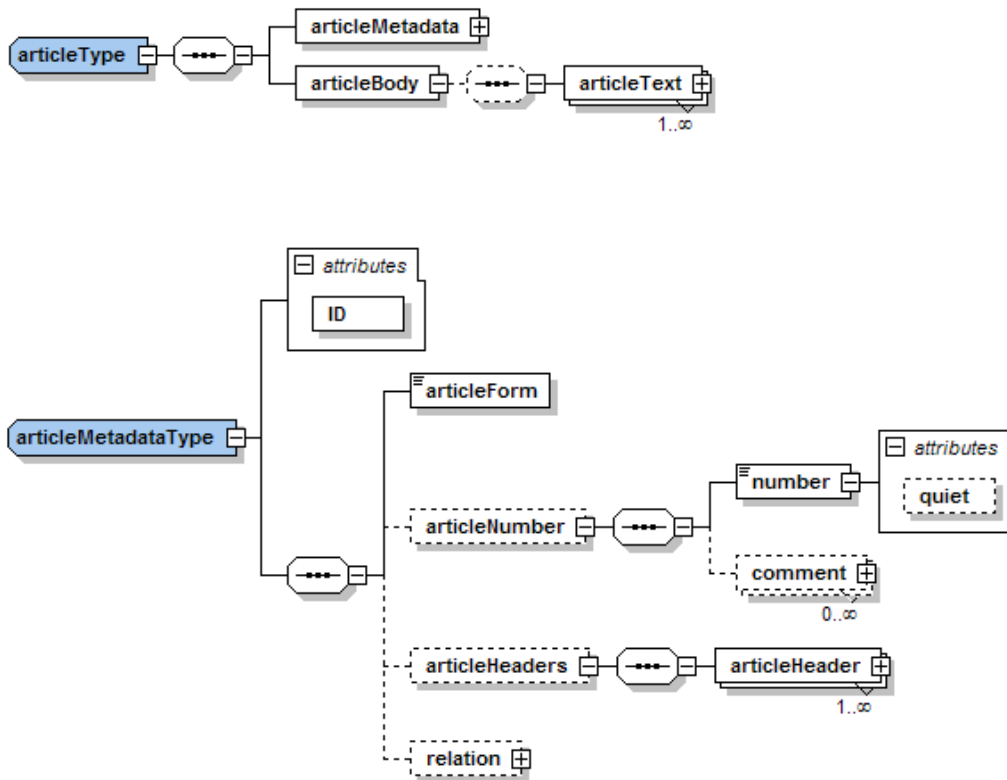 articleMetadata
articleType
articleBody
articleText
1..∞
attributes
ID
articleForm
articleMetadataType
attributes
number
quiet
articleNumber
comment
0..∞
articleHeaders
articleHeader
1..∞
relation